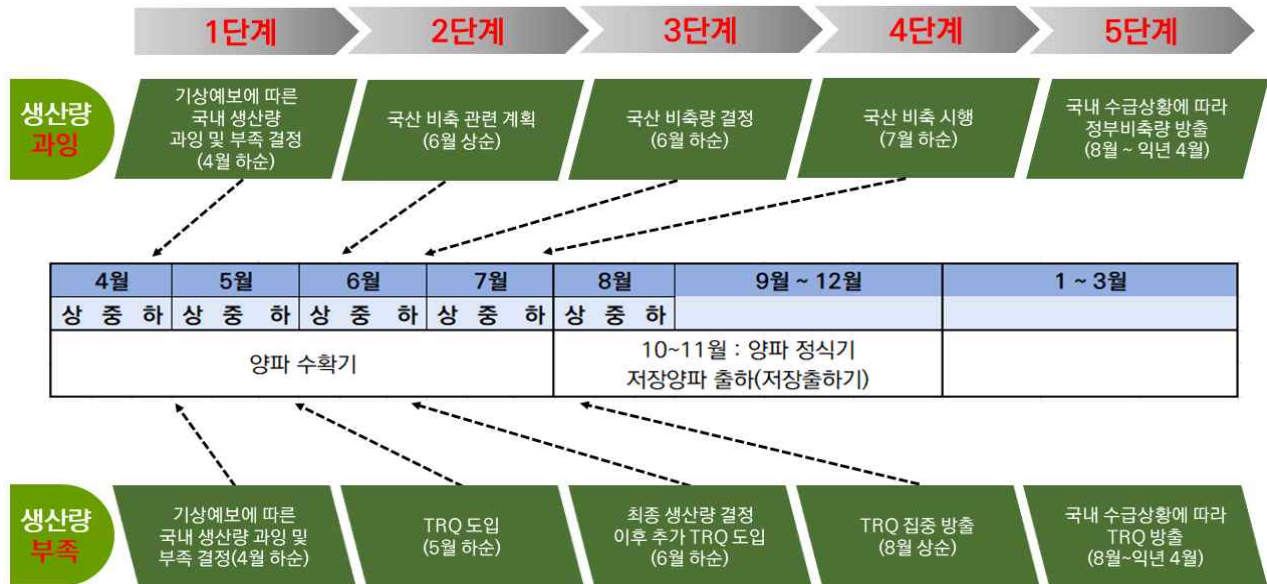 1단계
2단계
3단계
4단계
5단계
생산량
과잉
기상예보에 따른
국내 생산량
과잉 및 부족 결정
(4월 하순)
국산 비축 관련 계획
(6월 상순)
국산 비축량 결정
(6월 하순)
국산 비축 시행
(7월 하순)
국내 수급상황에 따라
정부비축량 방출
(8월 ~ 익년 4월)
4월 5월 6월 7월 8월 9월 ~ 12월 1 ~ 3월
상 중 하 상 중 하 상 중 하 상 중 하 상 중 하
양파 수확기
10~11월 : 양파 정식기
저장양파 출하(저장출하기)
생산량
부족
기상예보에 따른
국내 생산량 과잉 및
부족 결정(4월 하순)
TRQ 도입
(5월 하순)
최종 생산량 결정
이후 추가 TRQ 도입
(6월 하순)
TRQ 집중 방출
(8월 상순)
국내 수급상황에 따라
TRQ 방출
(8월~익년 4월)